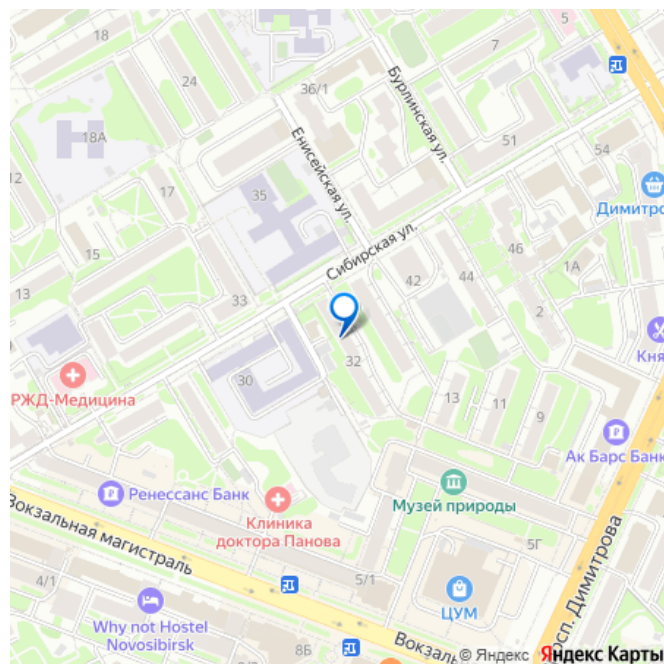 5
18
7
24
36/1
Бурлинская ул.
18А
51
54
Енисейская ул.
12
17
35
Димитро
15
46
Сибирская ул.
1А
42
44
33
2
Кня
32
30
РЖД-Медицина
13
11
9
Ак Барс Банк
Ренессанс Банк
Музей природы
Клиника
доктора Панова
Вокзальная магистраль
5Г
просп. Димитрова
4/1
5/1
ЦУМ
Why not Hostel
Novosibirsk
8Б
Вокзаль
© Яндекс Яндекс Карты